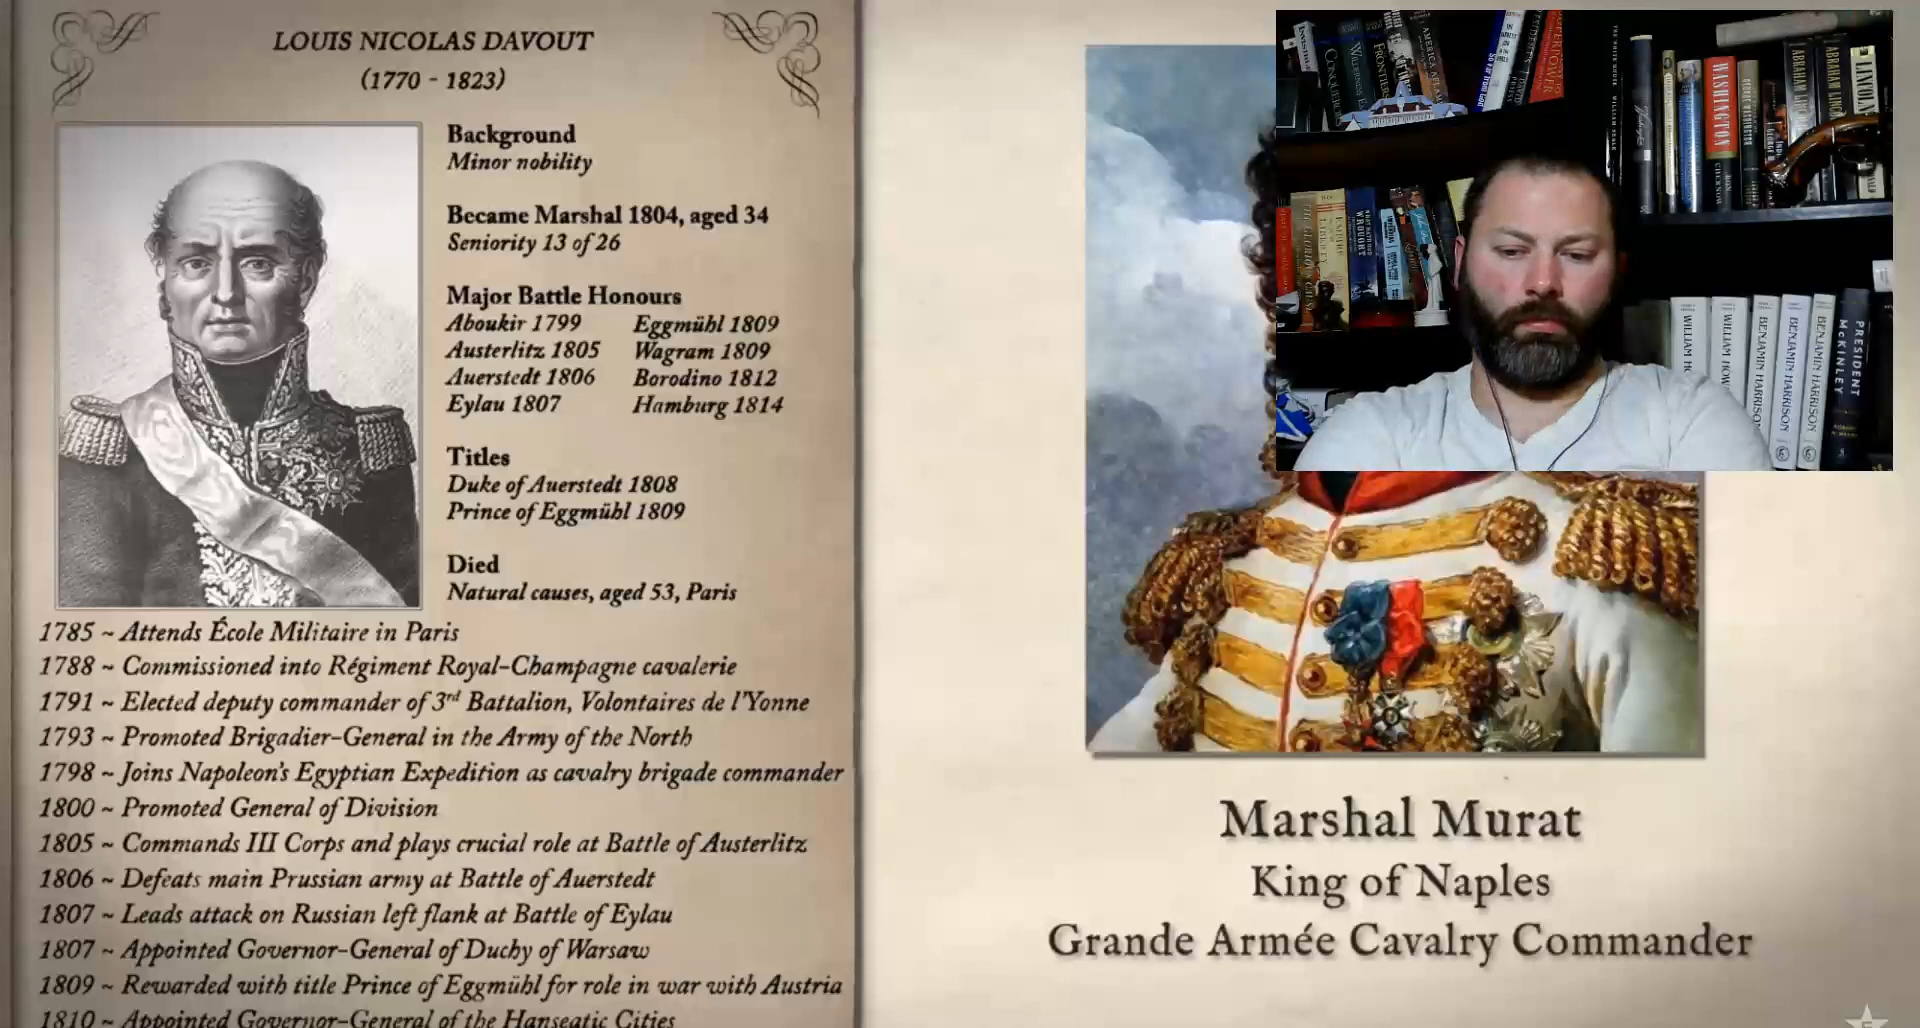 LOUIS NICOLAS DAVOUT
(1770 - 1823)
Background
Minor nobility
Became Marshal 1804, aged 34
Seniority 13 of 26
Major Battle Honours
Aboukir 1799 Eggmühl 1809
Austerlitz 1805 Wagram 1809
Auerstedt 1806 Borodino 1812
Eylau 1807 Hamburg 1814
Titles
Duke of Auerstedt 1808
Prince of Eggmühl 1809
Died
Natural causes, aged 53, Paris
1785 ~ Attends École Militaire in Paris
1788 ~ Commissioned into Régiment Royal-Champagne cavalerie
1791 ~ Elected deputy commander of 3rd Battalion, Volontaires de l'Yonne
1793 ~ Promoted Brigadier-General in the Army of the North
1798 ~ Joins Napoleon's Egyptian Expedition as cavalry brigade commander
1800 ~ Promoted General of Division
1805 ~ Commands III Corps and plays crucial role at Battle of Austerlitz
1806 ~ Defeats main Prussian army at Battle of Auerstedt
1807 ~ Leads attack on Russian left flank at Battle of Eylau
1807 ~ Appointed Governor-General of Duchy of Warsaw
1809 ~ Rewarded with title Prince of Eggmühl for role in war with Austria
1810 ~ Appointed Governor-General of the Hanseatic Cities
AMERICA AFLAME
WASHINGTON
ABRAHAM
ABRAHAM
LINCOLN
WROUGHT
WILLIAM
WILLIAM
BENJAMIN HARRISON
BENJAMIN HARRISON
BENJAMIN HARRISON
PRESIDENT
McKINLEY
Marshal Murat
King of Naples
Grande Armée Cavalry Commander